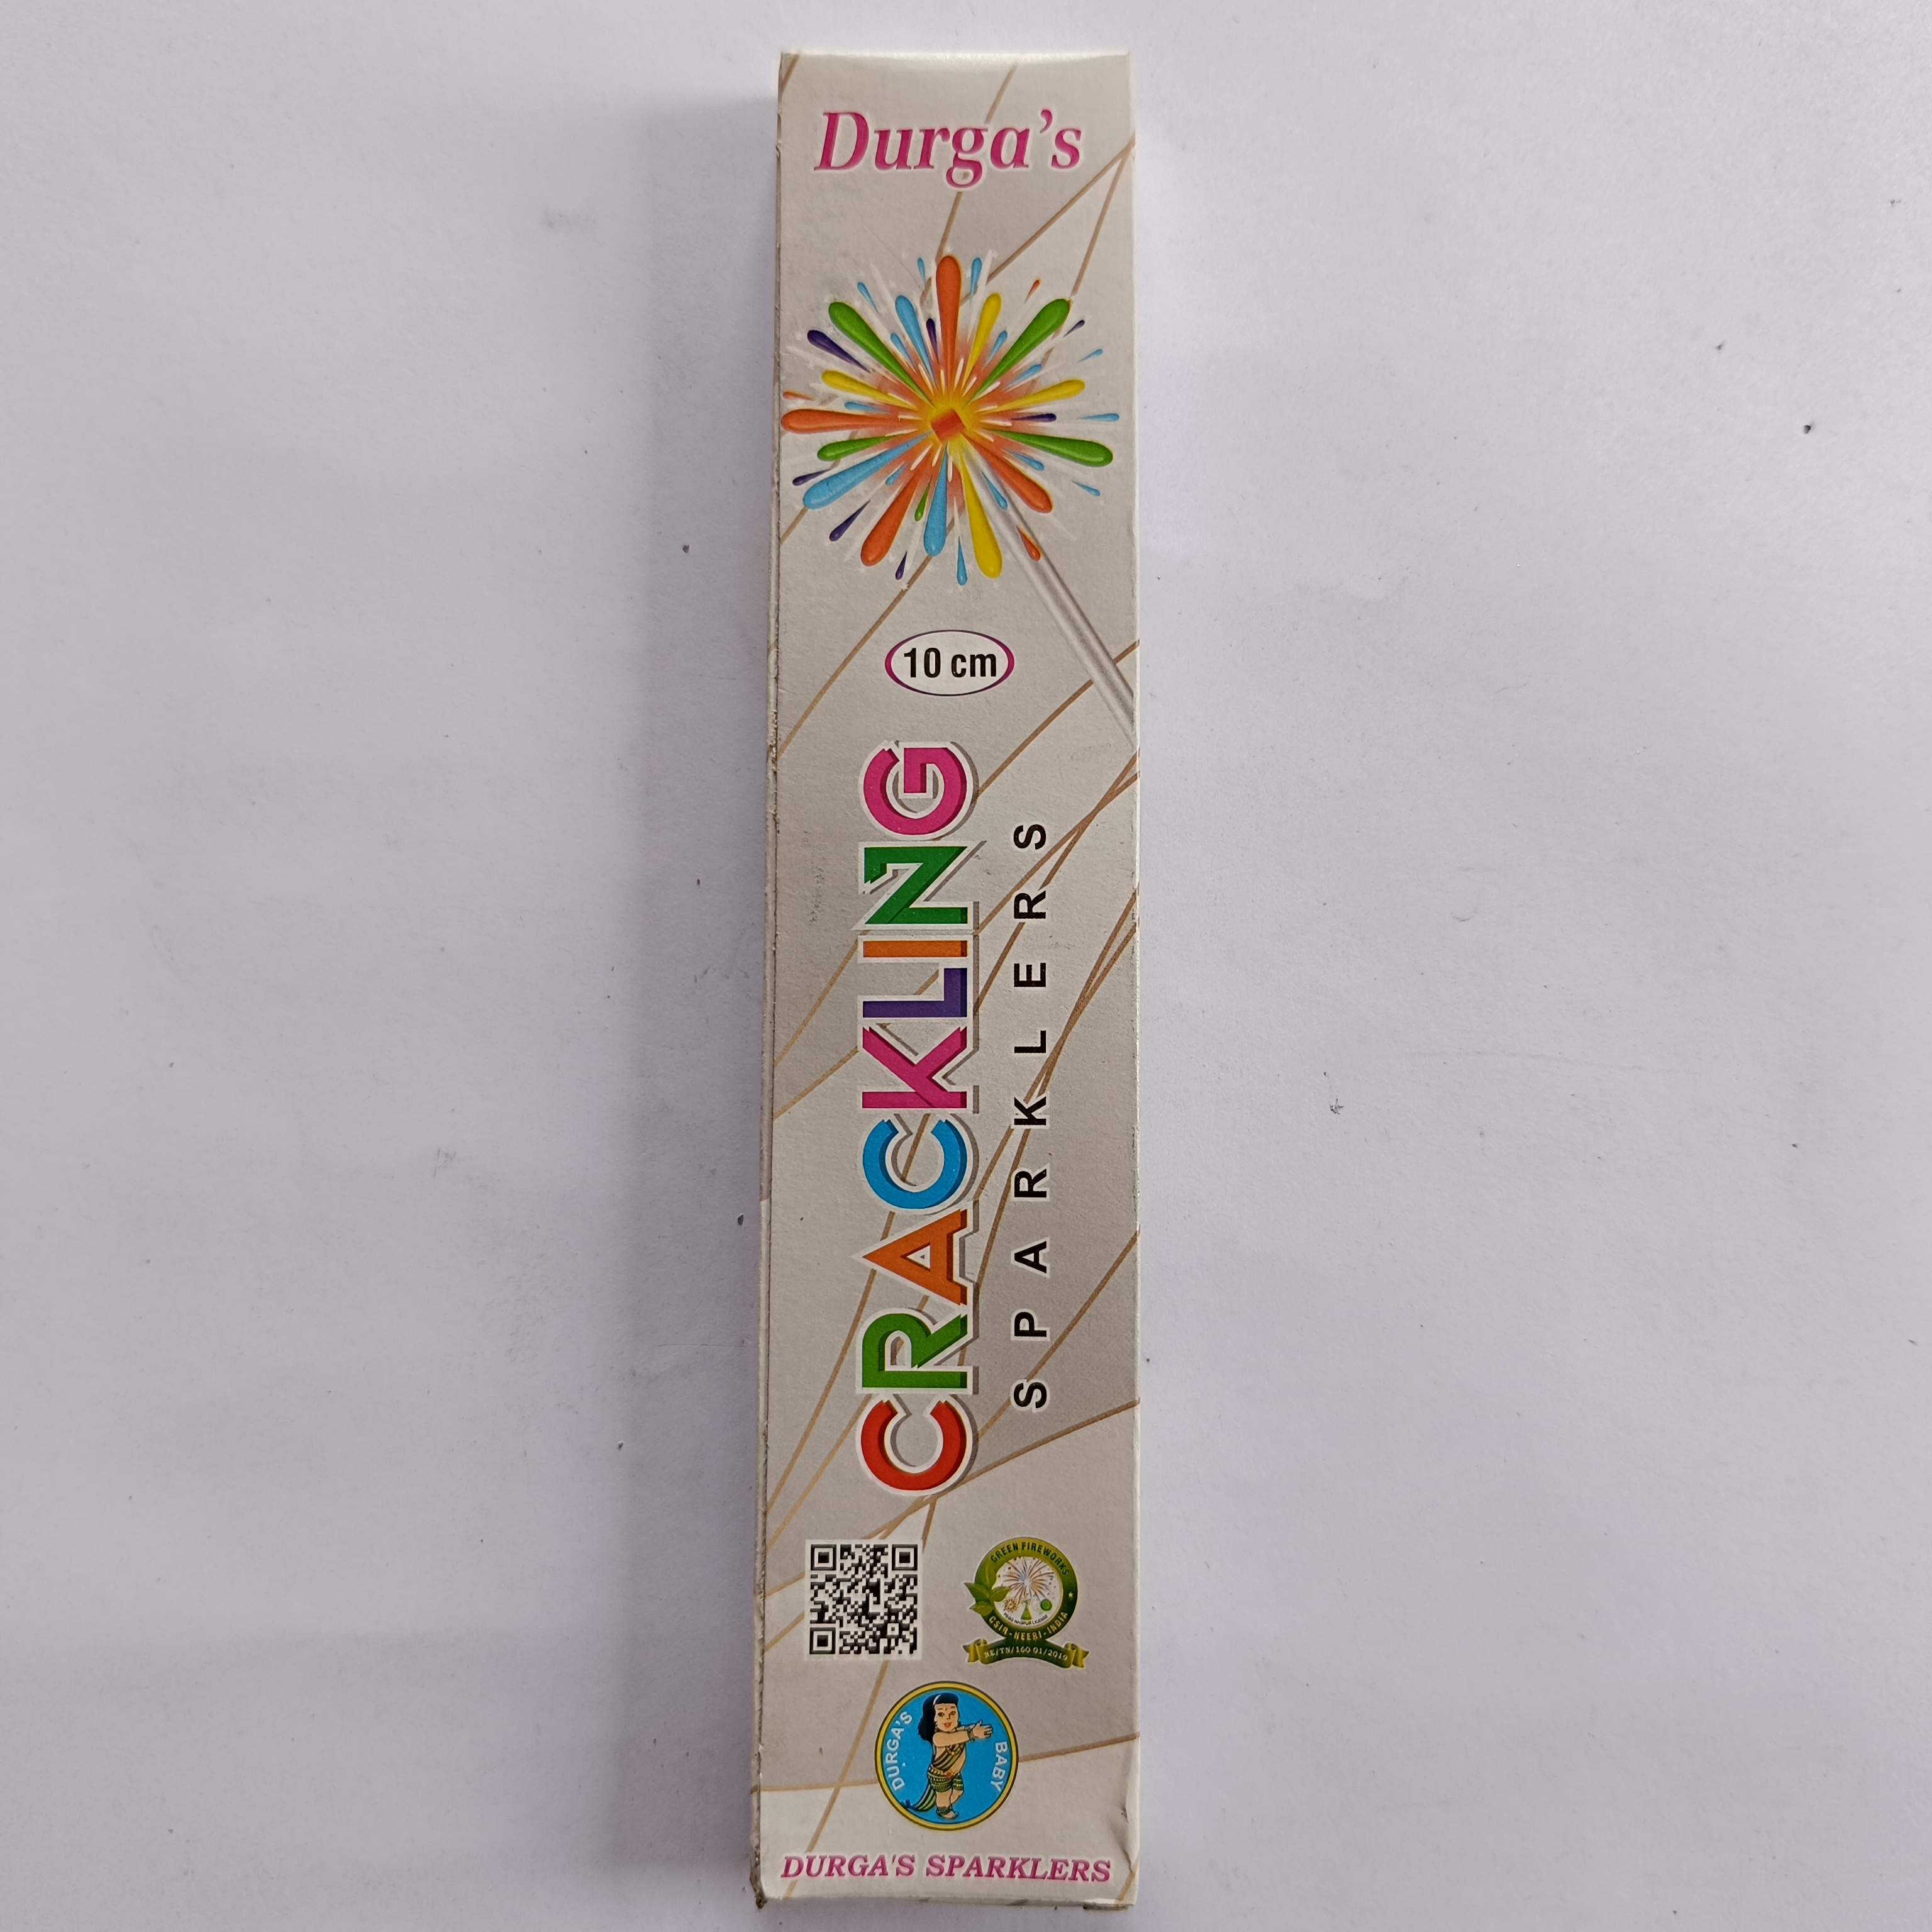 Durga's
10 cm
CRACKLING
SPARKLERS
GREEN FIREWORKS
CSIR-NEERI-INDIA
DURGA'S BABY
DURGA'S SPARKLERS